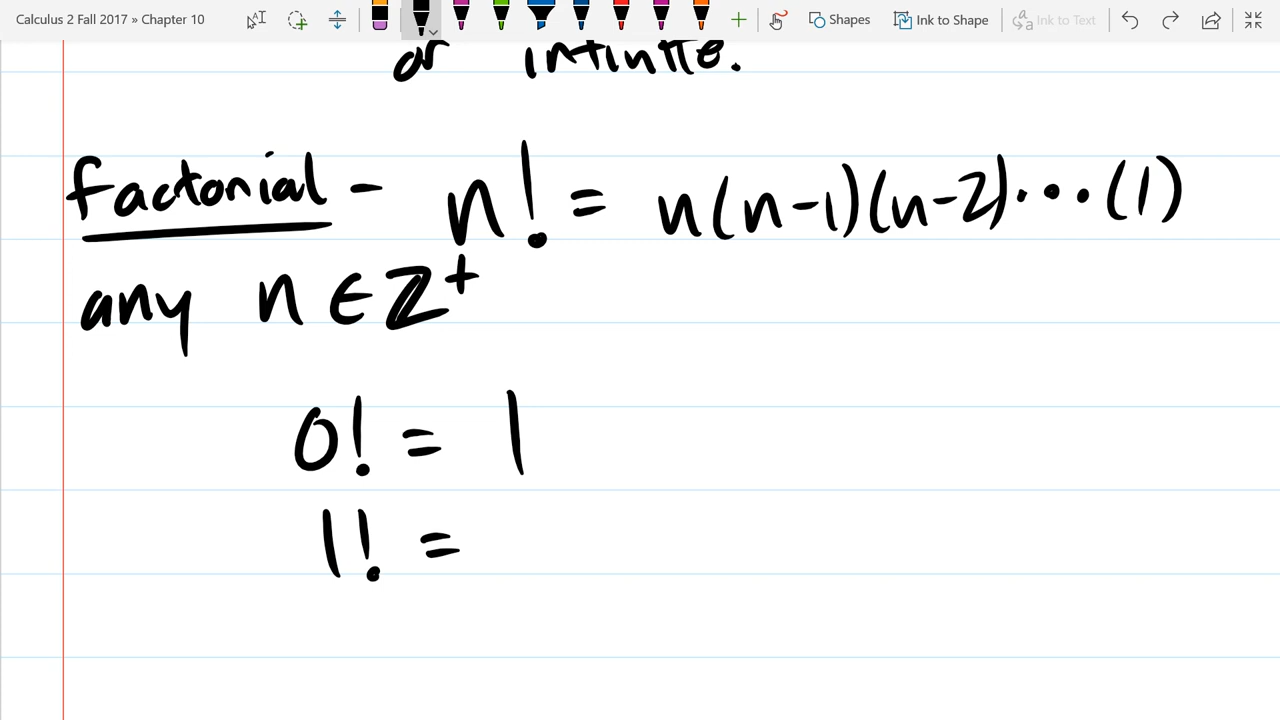 Calculus 2 Fall 2017 » Chapter 10
Shapes
Ink to Shape
Ink to Text
or infinite.
factorial - n! = n(n-1)(n-2)···(1)
any n ∈ ℤ⁺
0! = 1
1! =